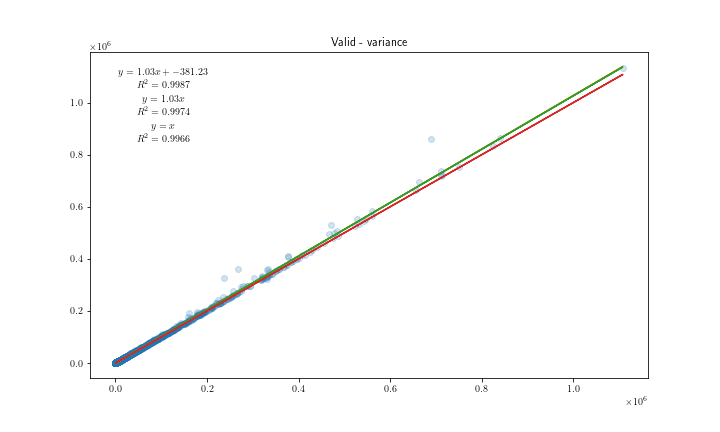 Valid - variance
×10⁶
y = 1.03x + −381.23
R² = 0.9987
y = 1.03x
R² = 0.9974
y = x
R² = 0.9966
1.0
0.8
0.6
0.4
0.2
0.0
0.0 0.2 0.4 0.6 0.8 1.0
×10⁶